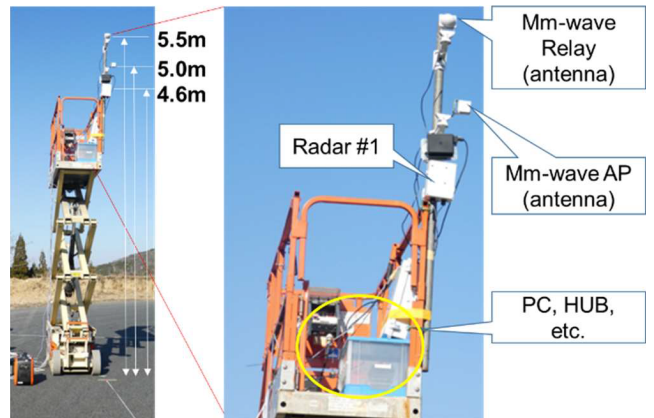 5.5m
5.0m
4.6m
Mm-wave
Relay
(antenna)
Radar #1
Mm-wave AP
(antenna)
PC, HUB,
etc.